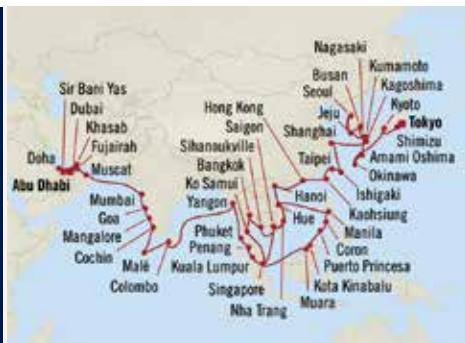 Nagasaki
Kumamoto
Busan
Kagoshima
Seoul
Kyoto
Jeju
Tokyo
Hong Kong
Shanghai
Shimizu
Saigon
Amami Oshima
Sihanoukville
Taipei
Okinawa
Bangkok
Ishigaki
Ko Samui
Hanoi
Kaohsiung
Yangon
Hue
Manila
Phuket
Coron
Penang
Puerto Princesa
Kuala Lumpur
Kota Kinabalu
Singapore
Muara
Nha Trang
Sir Bani Yas
Dubai
Khasab
Fujairah
Doha
Muscat
Abu Dhabi
Mumbai
Goa
Mangalore
Cochin
Malé
Colombo